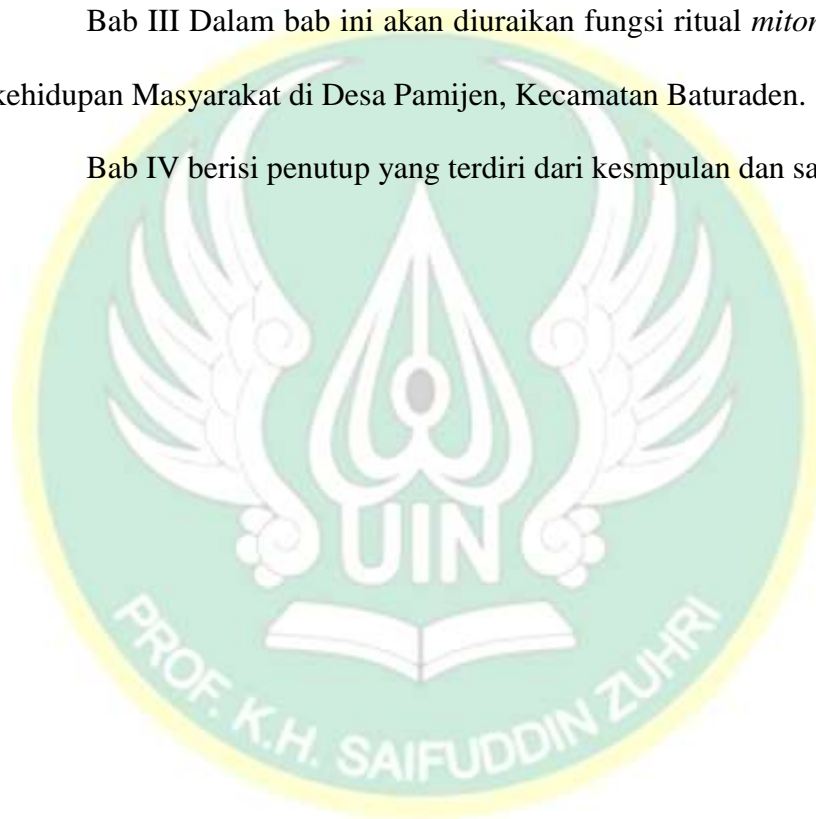 Bab III Dalam bab ini akan diuraikan fungsi ritual
kehidupan Masyarakat di Desa Pamijen, Kecamatan Baturaden.
Bab IV berisi penutup yang terdiri dari kesmpulan dan
UIN
PROF. K.H. SAIFUDDIN ZUHRI